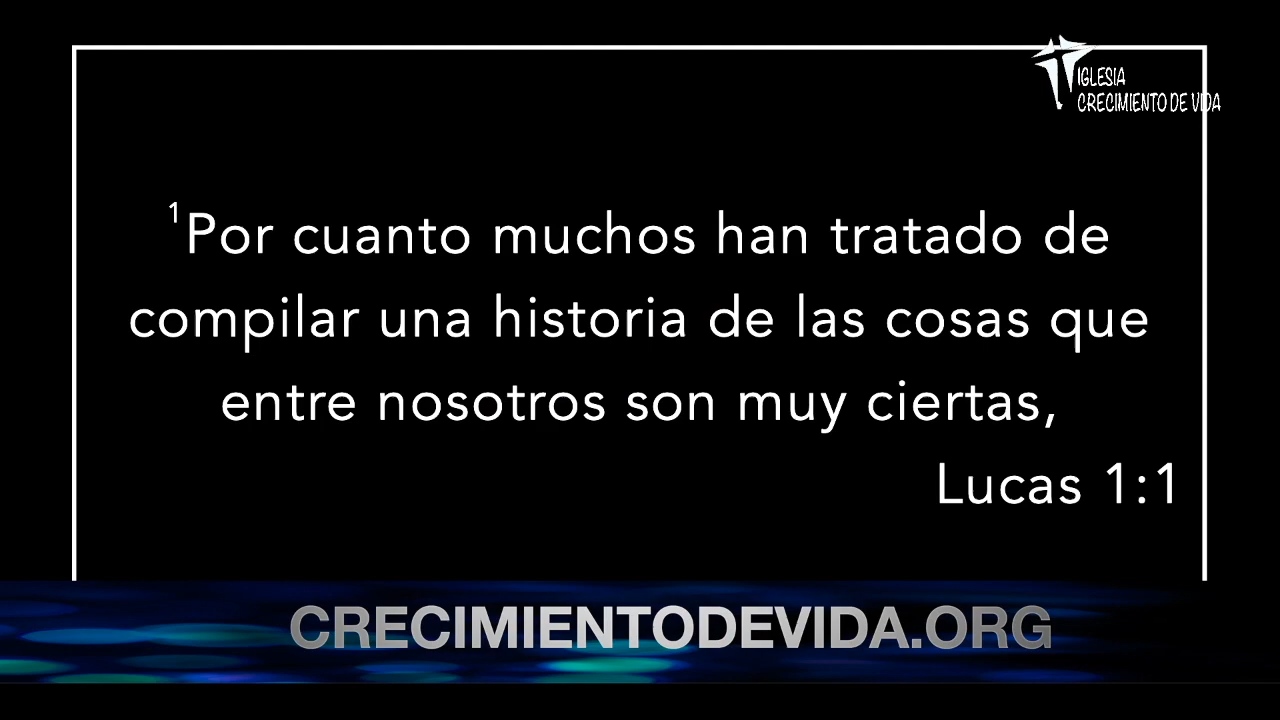 IGLESIA
CRECIMIENTO DE VIDA
¹Por cuanto muchos han tratado de
compilar una historia de las cosas que
entre nosotros son muy ciertas,
Lucas 1:1
CRECIMIENTODEVIDA.ORG